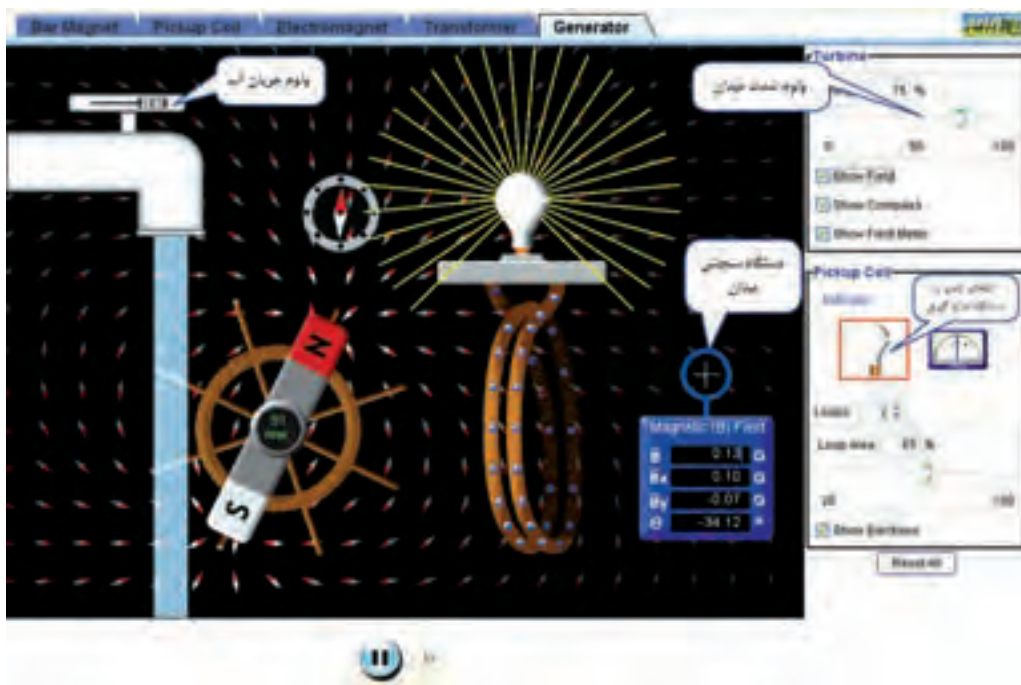 Bar Magnet
Pickup Coil
Electromagnet
Transformer
Generator
ولوم جریان آب
ولوم شدت میدان
Turbine
75 %
0
50
100
Show Field
Show Compass
Show Field Meter
N
S
دستگاه سنجش
میدان
Magnetic (B) Field
B 0.13 G
Bx 0.10 G
By -0.07 G
θ -34.12 °
Pickup Coil
Indicator
Loops
Loop Area
%
100
Show Electrons
Reset All